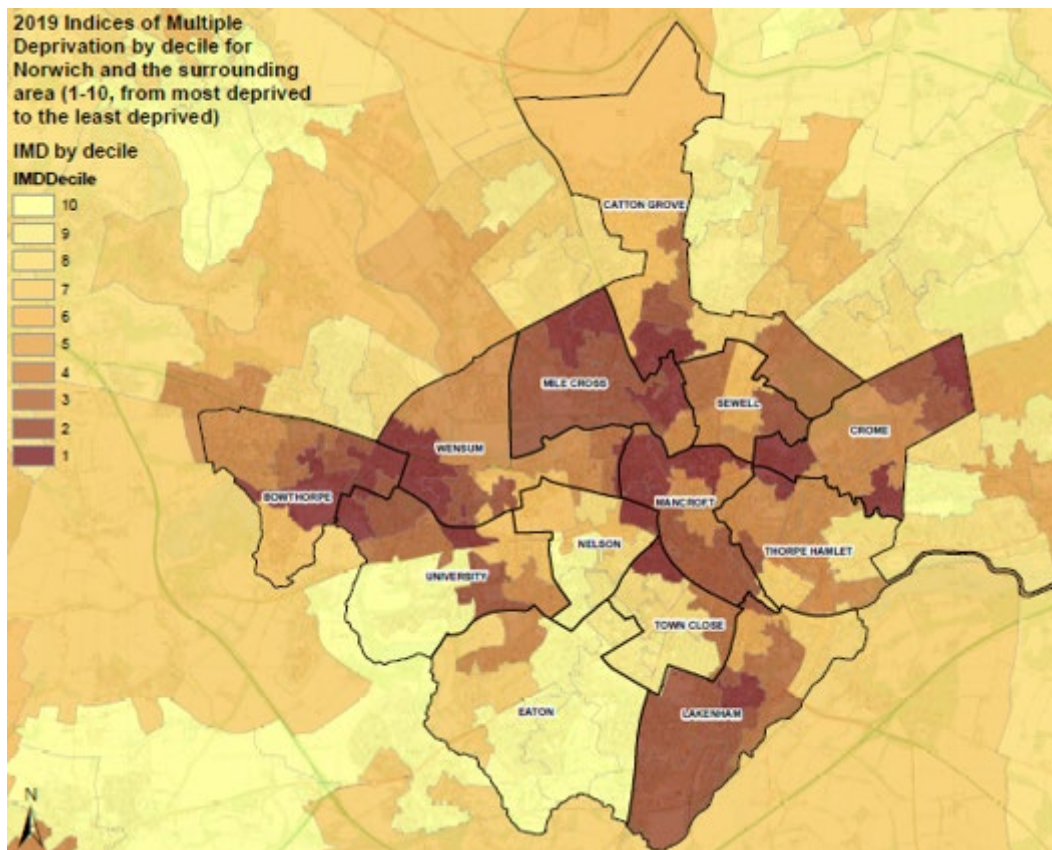 2019 Indices of Multiple
Deprivation by decile for
Norwich and the surrounding
area (1-10, from most deprived
to the least deprived)
IMD by decile
IMDDecile
10
9
8
7
6
5
4
3
2
1
CATTON GROVE
MILE CROSS
SEWELL
CROME
WENSUM
BOWTHORPE
MANCROFT
NELSON
THORPE HAMLET
UNIVERSITY
TOWN CLOSE
EATON
LAKENHAM
N